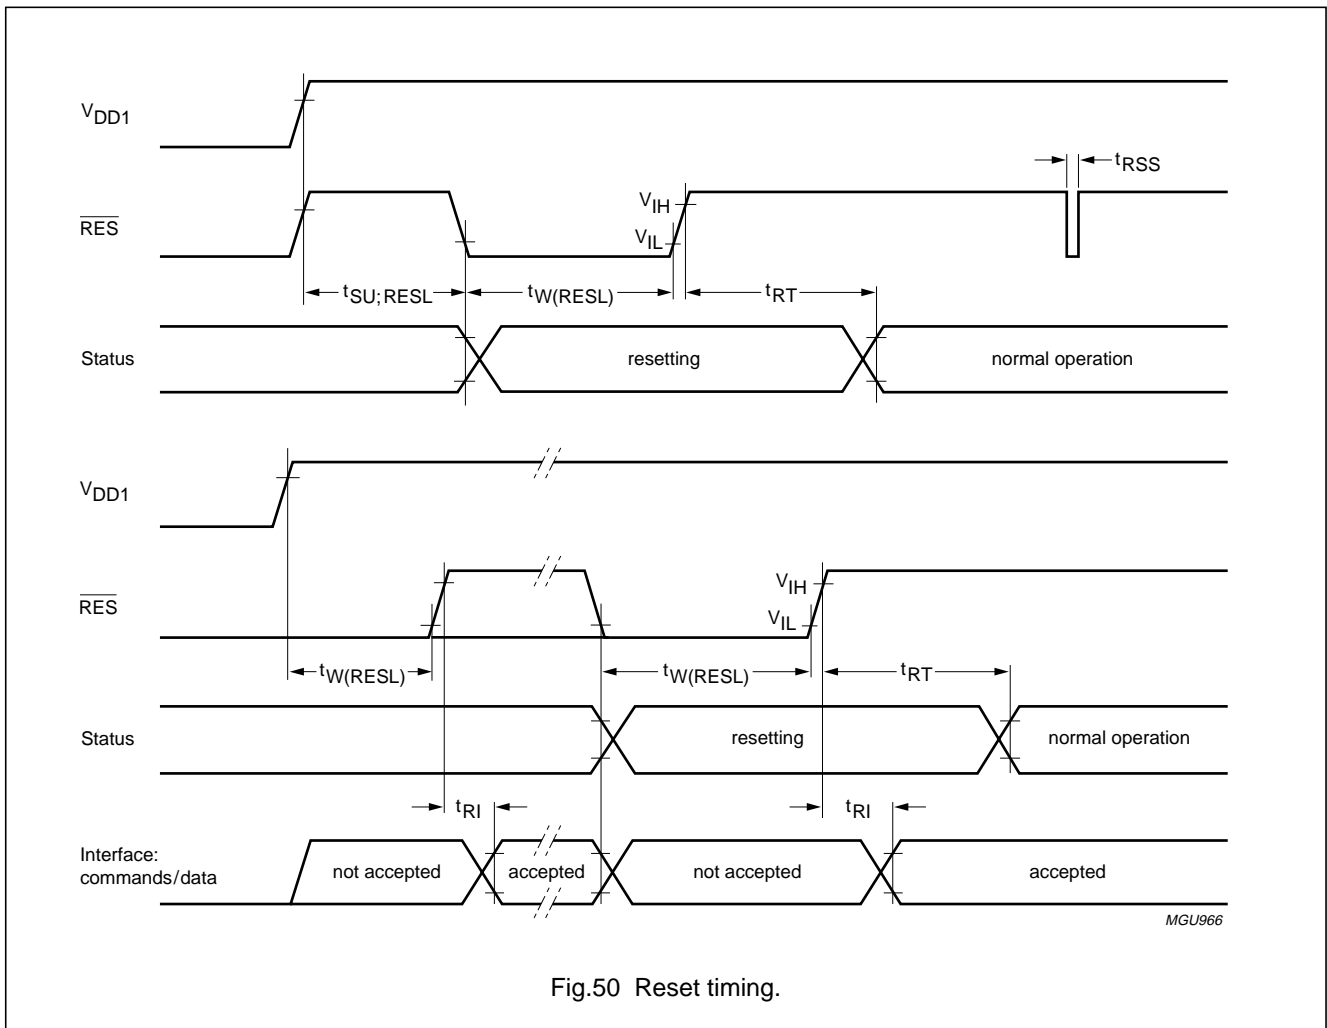 VDD1
tRSS
RES
VIH
VIL
tSU; RESL
tW(RESL)
tRT
Status
resetting
normal operation
VDD1
RES
VIH
VIL
tW(RESL)
tW(RESL)
tRT
Status
resetting
normal operation
tRI
tRI
Interface:
commands/data
not accepted
accepted
not accepted
accepted
MGU966
Fig.50 Reset timing.